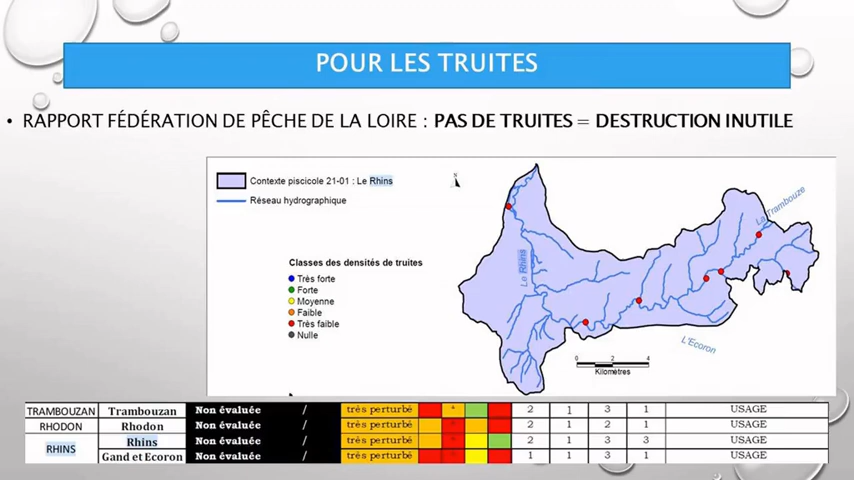 POUR LES TRUITES
• RAPPORT FÉDÉRATION DE PÊCHE DE LA LOIRE : PAS DE TRUITES = DESTRUCTION INUTILE
Contexte piscicole 21-01 : Le Rhins
Réseau hydrographique
N
La Trambouze
Le Rhins
Classes des densités de truites
Très forte
Forte
Moyenne
Faible
Très faible
Nulle
L'Ecoron
0 2 4
Kilomètres
TRAMBOUZAN Trambouzan Non évaluée / très perturbé * 2 1 3 1 USAGE
RHODON Rhodon Non évaluée / très perturbé 2 1 2 1 USAGE
RHINS Rhins Non évaluée / très perturbé 2 1 3 3 USAGE
Gand et Ecoron Non évaluée / très perturbé 1 1 3 1 USAGE